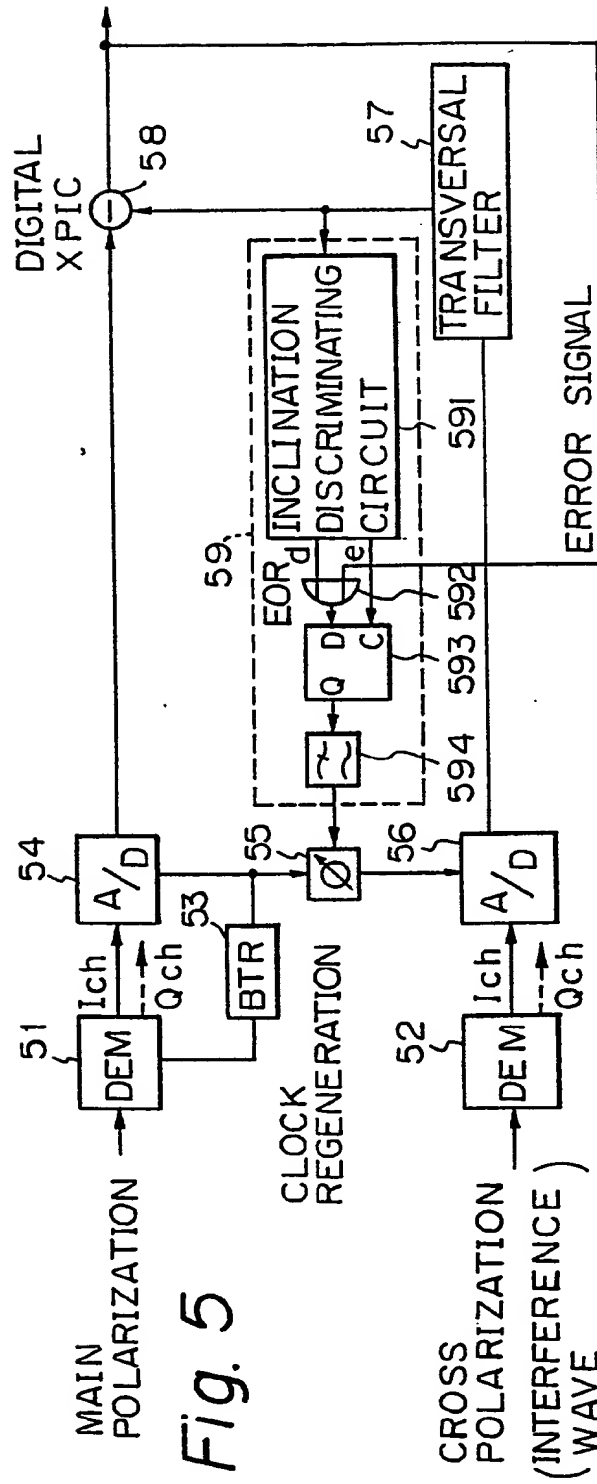 MAIN
POLARIZATION
51
DEM
Ich
Qch
54
A/D
53
BTR
CLOCK
REGENERATION
55
Ø
DIGITAL
XPIC
58
−
59
INCLINATION
DISCRIMINATING
CIRCUIT
591
EOR
d
e
592
D
C
Q
593
594
57
TRANSVERSAL
FILTER
ERROR SIGNAL
CROSS
POLARIZATION
(INTERFERENCE
WAVE )
52
DEM
Ich
Qch
56
A/D
Fig. 5